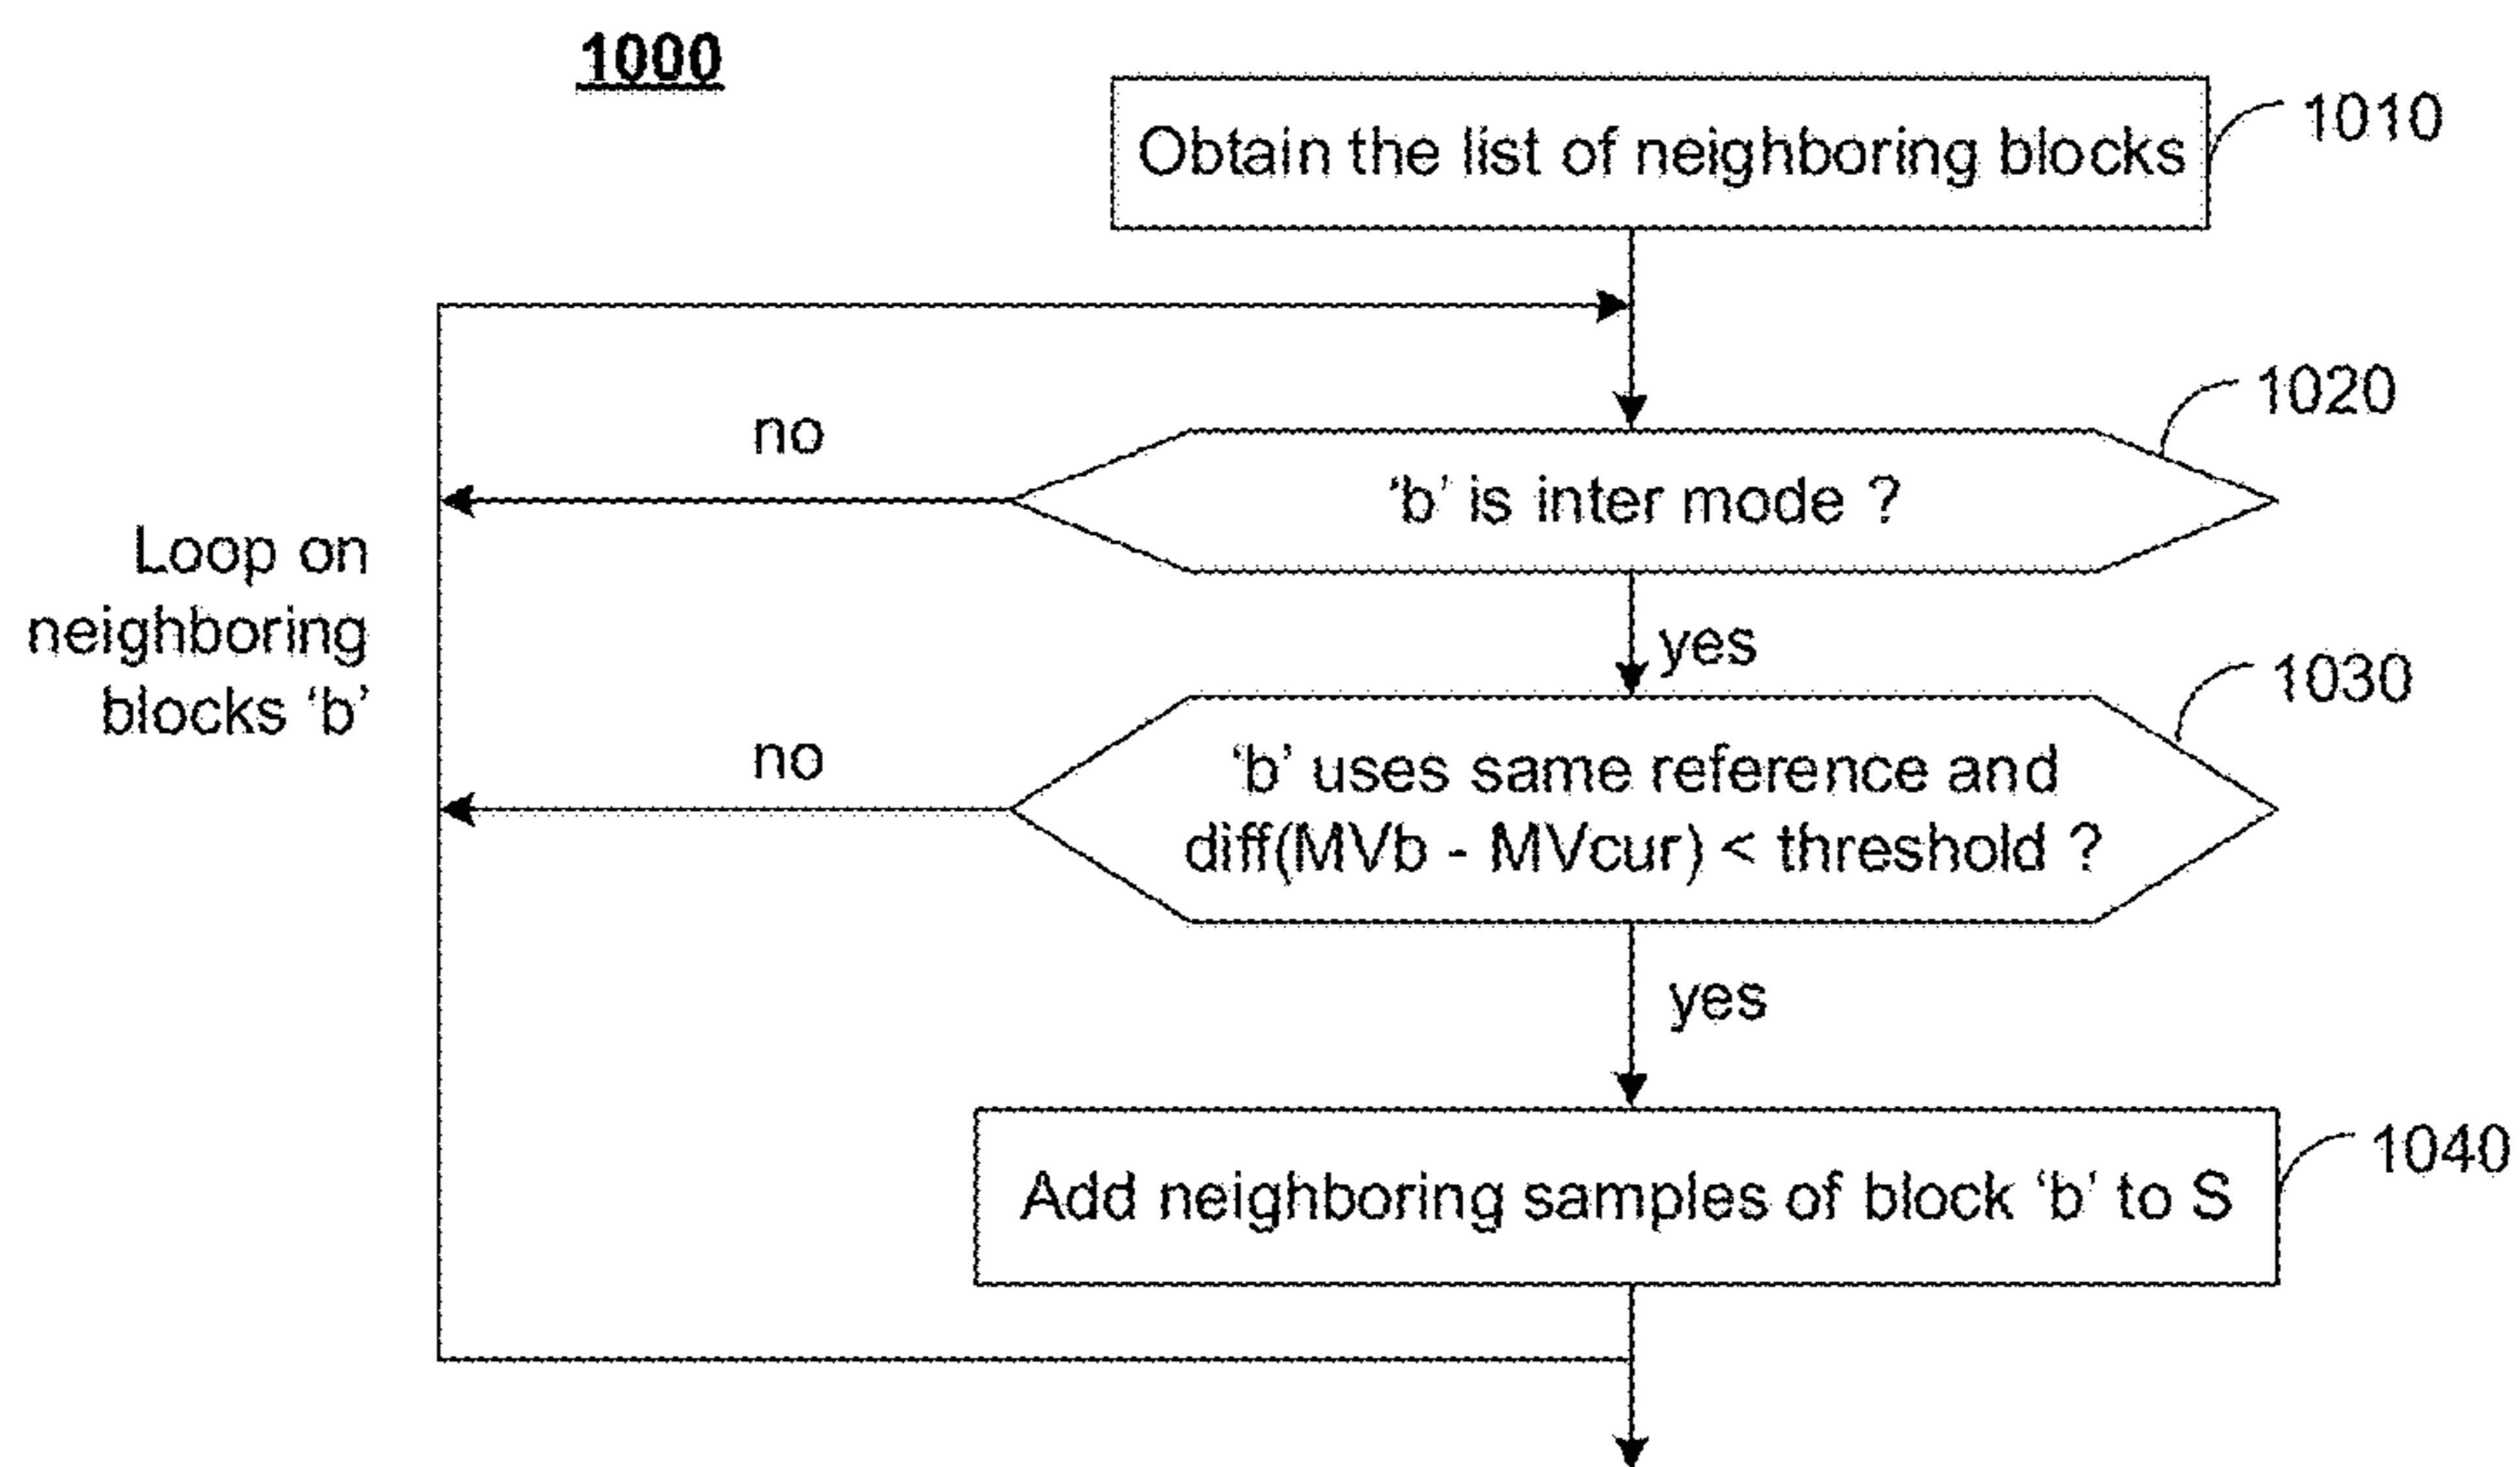 1000
Obtain the list of neighboring blocks
1010
1020
no
‘b’ is inter mode ?
Loop on
neighboring
blocks ‘b’
yes
1030
no
‘b’ uses same reference and
diff(MVb - MVcur) < threshold ?
yes
1040
Add neighboring samples of block ‘b’ to S